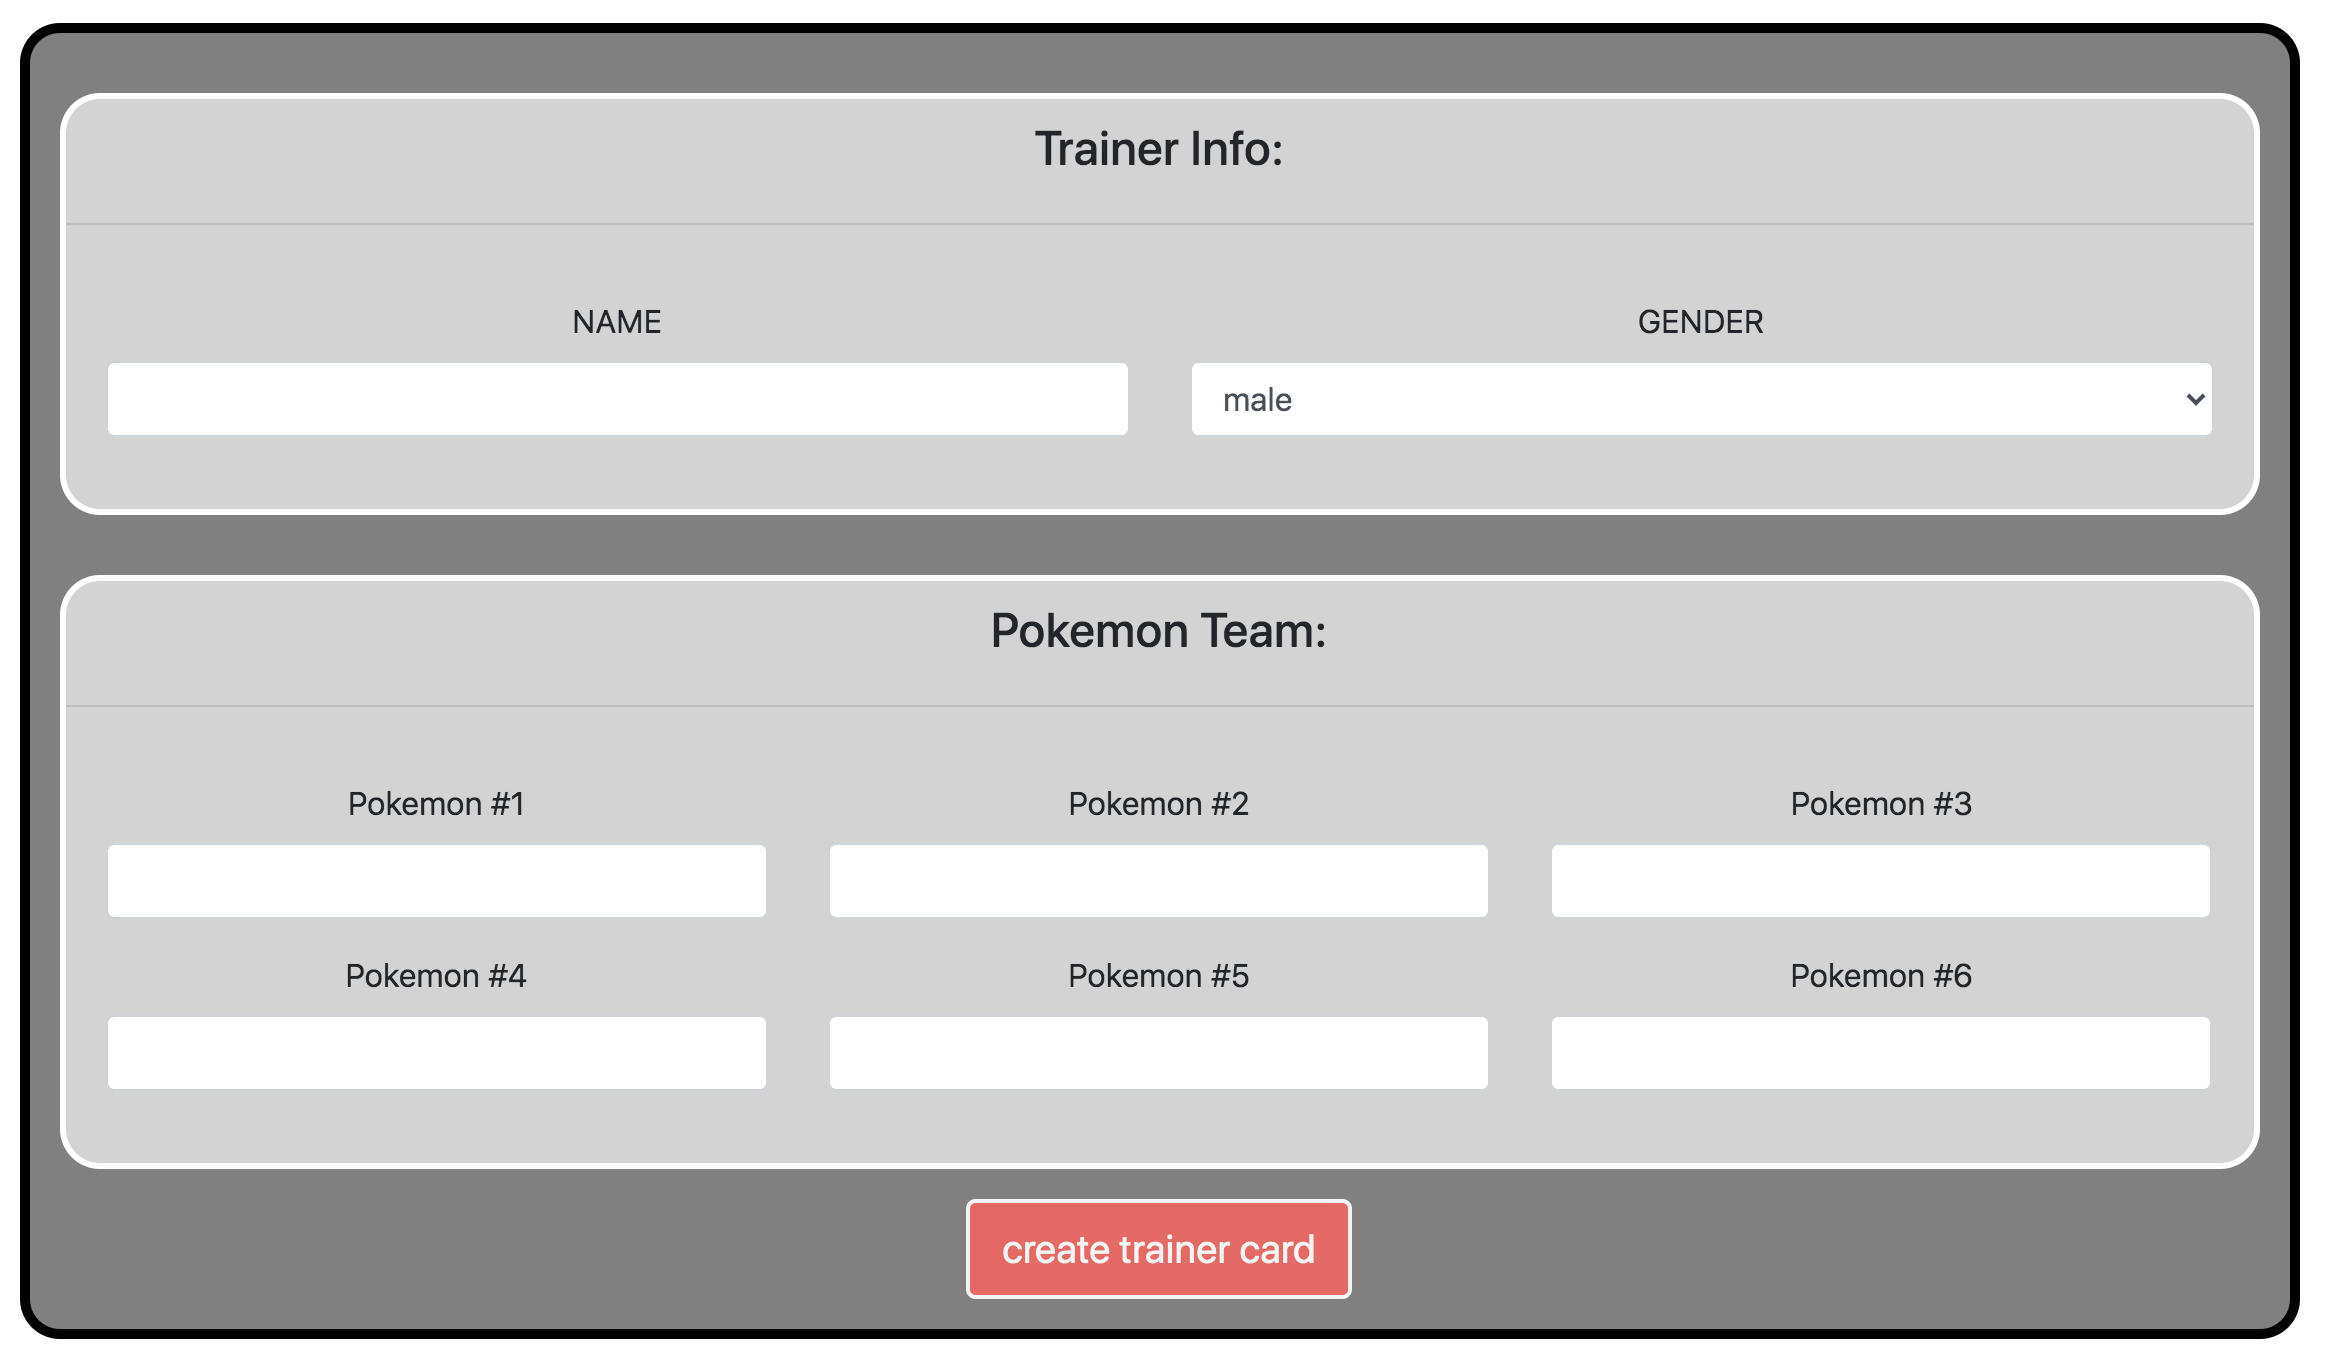 Trainer Info:
NAME
GENDER
male
Pokemon Team:
Pokemon #1
Pokemon #2
Pokemon #3
Pokemon #4
Pokemon #5
Pokemon #6
create trainer card